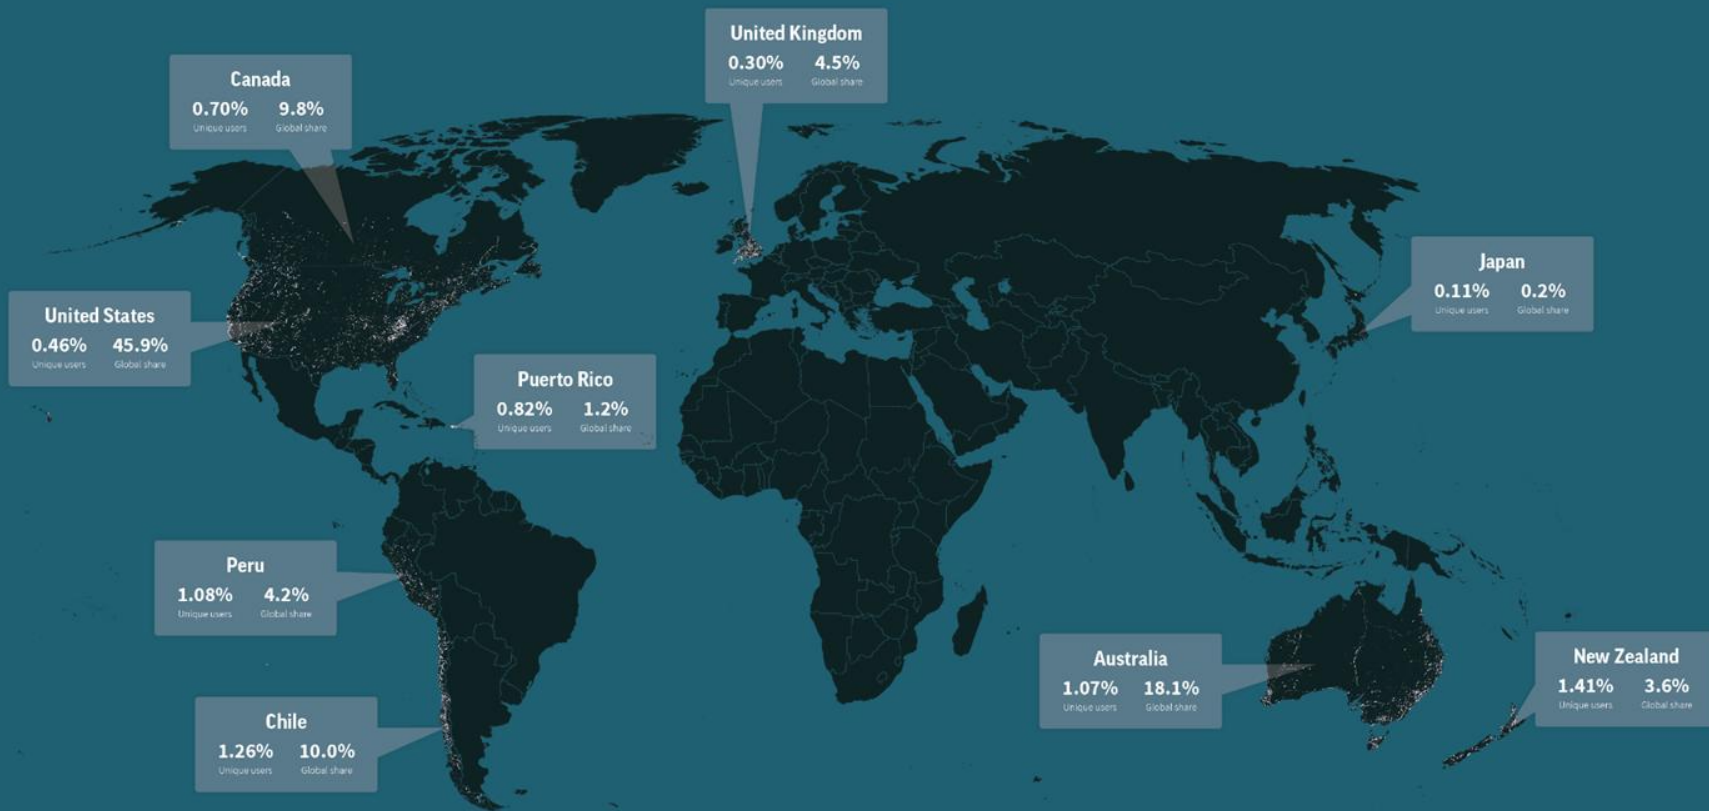 United Kingdom
0.30% 4.5%
Unique users Global share
Canada
0.70% 9.8%
Unique users Global share
Japan
0.11% 0.2%
Unique users Global share
United States
0.46% 45.9%
Unique users Global share
Puerto Rico
0.82% 1.2%
Unique users Global share
Peru
1.08% 4.2%
Unique users Global share
Australia
1.07% 18.1%
Unique users Global share
New Zealand
1.41% 3.6%
Unique users Global share
Chile
1.26% 10.0%
Unique users Global share